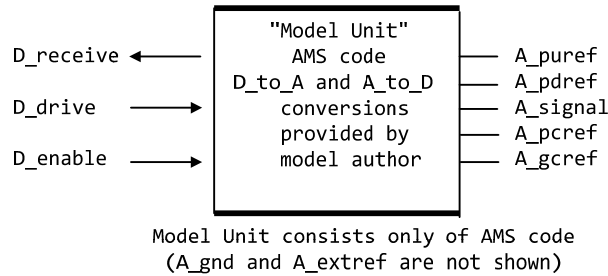 "Model Unit"
D_receive AMS code A_puref
D_to_A and A_to_D A_pdref
D_drive conversions A_signal
provided by A_pcref
D_enable model author A_gcref
Model Unit consists only of AMS code
(A_gnd and A_extref are not shown)